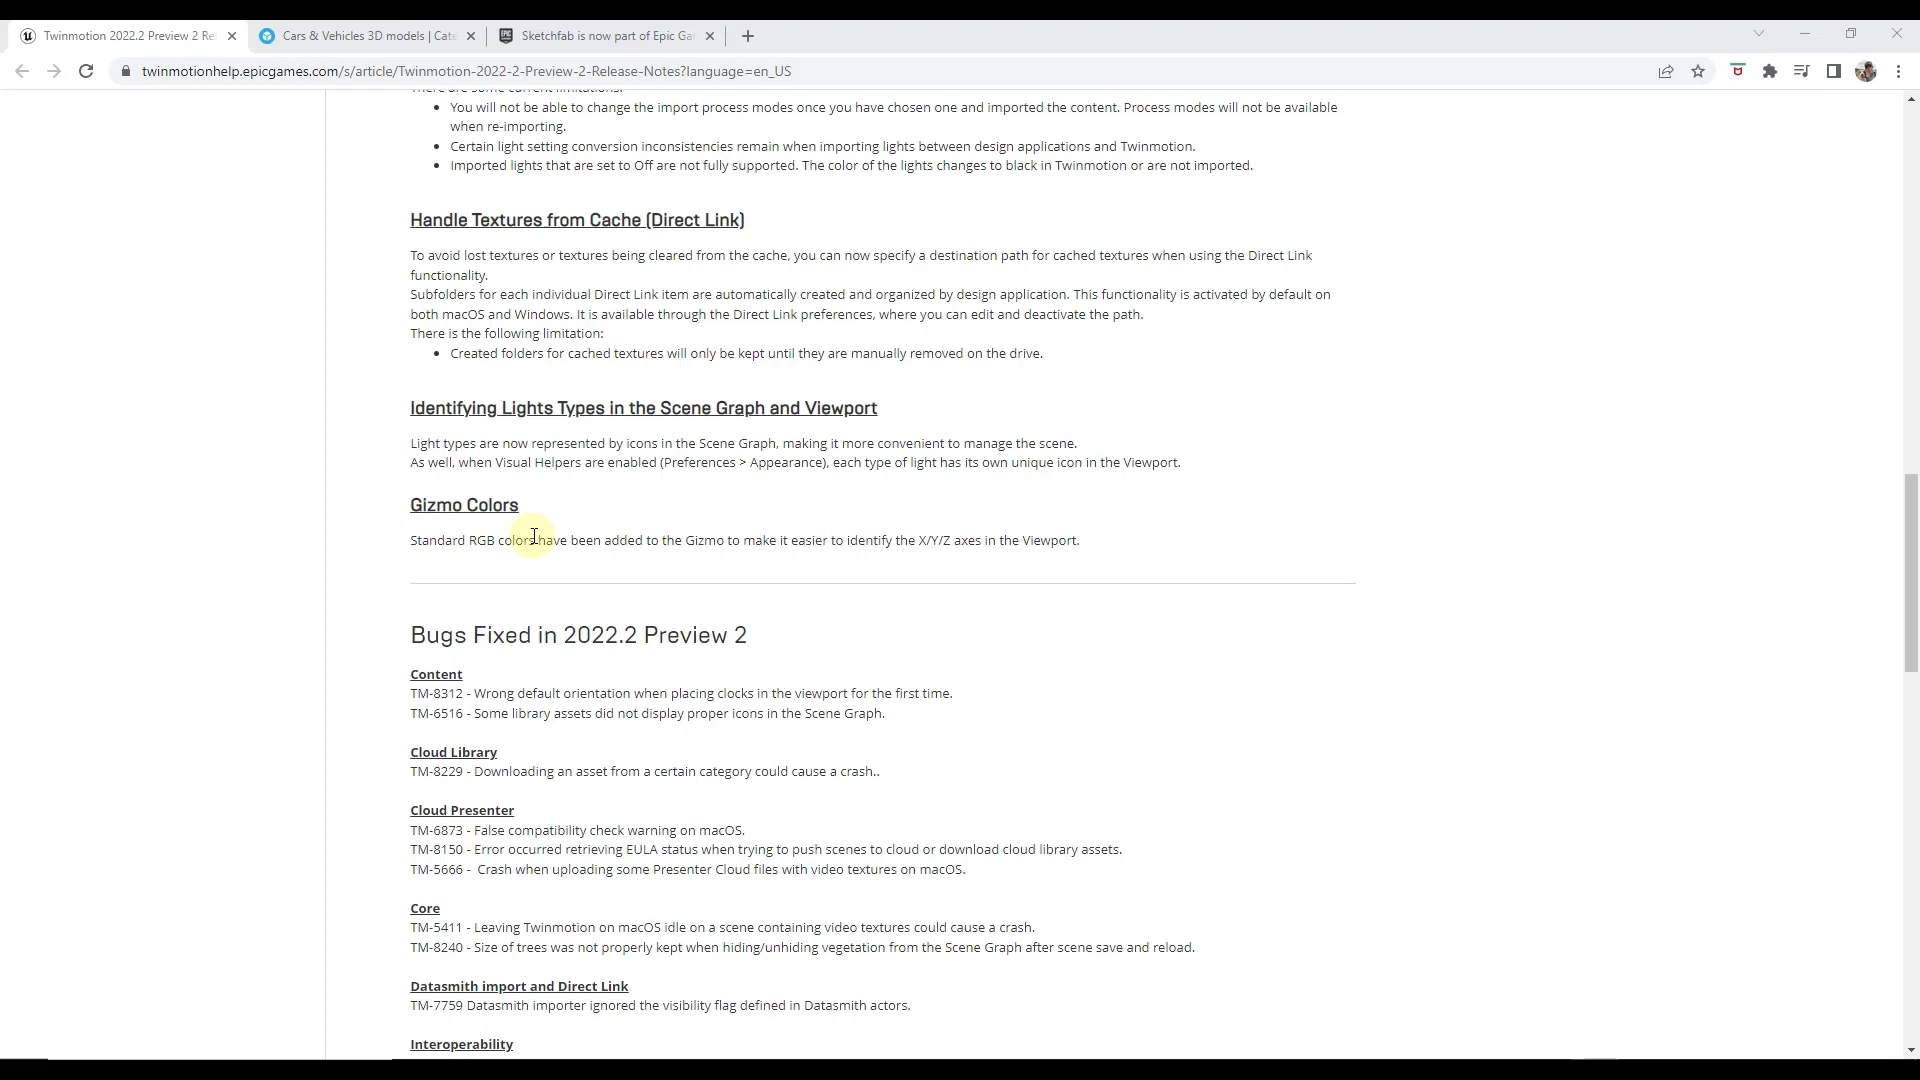 Twinmotion 2022.2 Preview 2 Re
Cars & Vehicles 3D models | Cate
Sketchfab is now part of Epic Ga
twinmotionhelp.epicgames.com/s/article/Twinmotion-2022-2-Preview-2-Release-Notes?language=en_US
There are some current limitations:
• You will not be able to change the import process modes once you have chosen one and imported the content. Process modes will not be available
when re-importing.
• Certain light setting conversion inconsistencies remain when importing lights between design applications and Twinmotion.
• Imported lights that are set to Off are not fully supported. The color of the lights changes to black in Twinmotion or are not imported.
Handle Textures from Cache (Direct Link)
To avoid lost textures or textures being cleared from the cache, you can now specify a destination path for cached textures when using the Direct Link
functionality.
Subfolders for each individual Direct Link item are automatically created and organized by design application. This functionality is activated by default on
both macOS and Windows. It is available through the Direct Link preferences, where you can edit and deactivate the path.
There is the following limitation:
• Created folders for cached textures will only be kept until they are manually removed on the drive.
Identifying Lights Types in the Scene Graph and Viewport
Light types are now represented by icons in the Scene Graph, making it more convenient to manage the scene.
As well, when Visual Helpers are enabled (Preferences > Appearance), each type of light has its own unique icon in the Viewport.
Gizmo Colors
Standard RGB colors have been added to the Gizmo to make it easier to identify the X/Y/Z axes in the Viewport.
Bugs Fixed in 2022.2 Preview 2
Content
TM-8312 - Wrong default orientation when placing clocks in the viewport for the first time.
TM-6516 - Some library assets did not display proper icons in the Scene Graph.
Cloud Library
TM-8229 - Downloading an asset from a certain category could cause a crash..
Cloud Presenter
TM-6873 - False compatibility check warning on macOS.
TM-8150 - Error occurred retrieving EULA status when trying to push scenes to cloud or download cloud library assets.
TM-5666 - Crash when uploading some Presenter Cloud files with video textures on macOS.
Core
TM-5411 - Leaving Twinmotion on macOS idle on a scene containing video textures could cause a crash.
TM-8240 - Size of trees was not properly kept when hiding/unhiding vegetation from the Scene Graph after scene save and reload.
Datasmith import and Direct Link
TM-7759 Datasmith importer ignored the visibility flag defined in Datasmith actors.
Interoperability